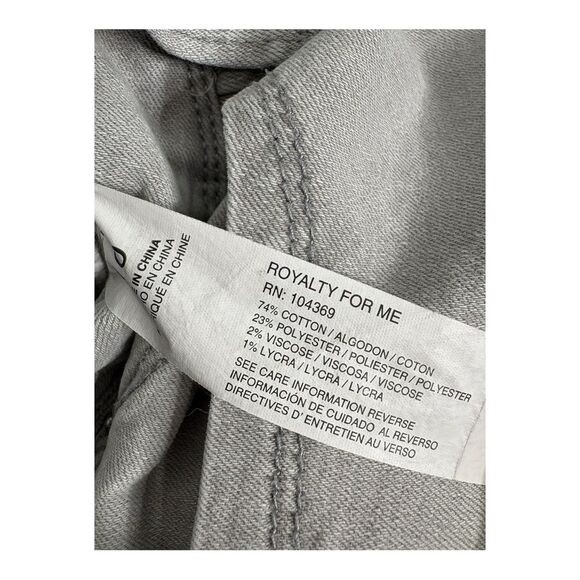 ROYALTY FOR ME
RN: 104369
74% COTTON / ALGODON / COTON
23% POLYESTER / POLIESTER / POLYESTER
2% VISCOSE / VISCOSA / VISCOSE
1% LYCRA / LYCRA / LYCRA
SEE CARE INFORMATION REVERSE
INFORMACIÓN DE CUIDADO AL REVERSO
DIRECTIVES D'ENTRETIEN AU VERSO
IN CHINA
EN CHINA
EN CHINE